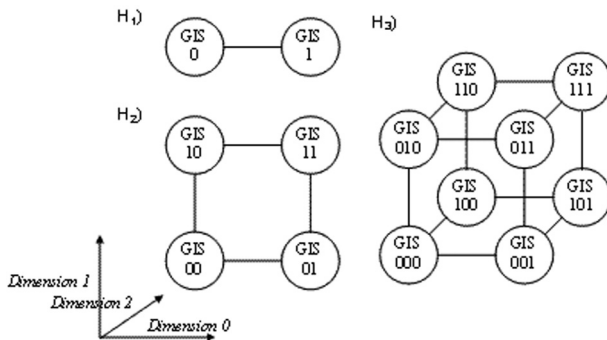 H1)
GIS
0
GIS
1
H2)
GIS
10
GIS
11
GIS
00
GIS
01
H3)
GIS
110
GIS
111
GIS
010
GIS
011
GIS
100
GIS
101
GIS
000
GIS
001
Dimension 1
Dimension 2
Dimension 0